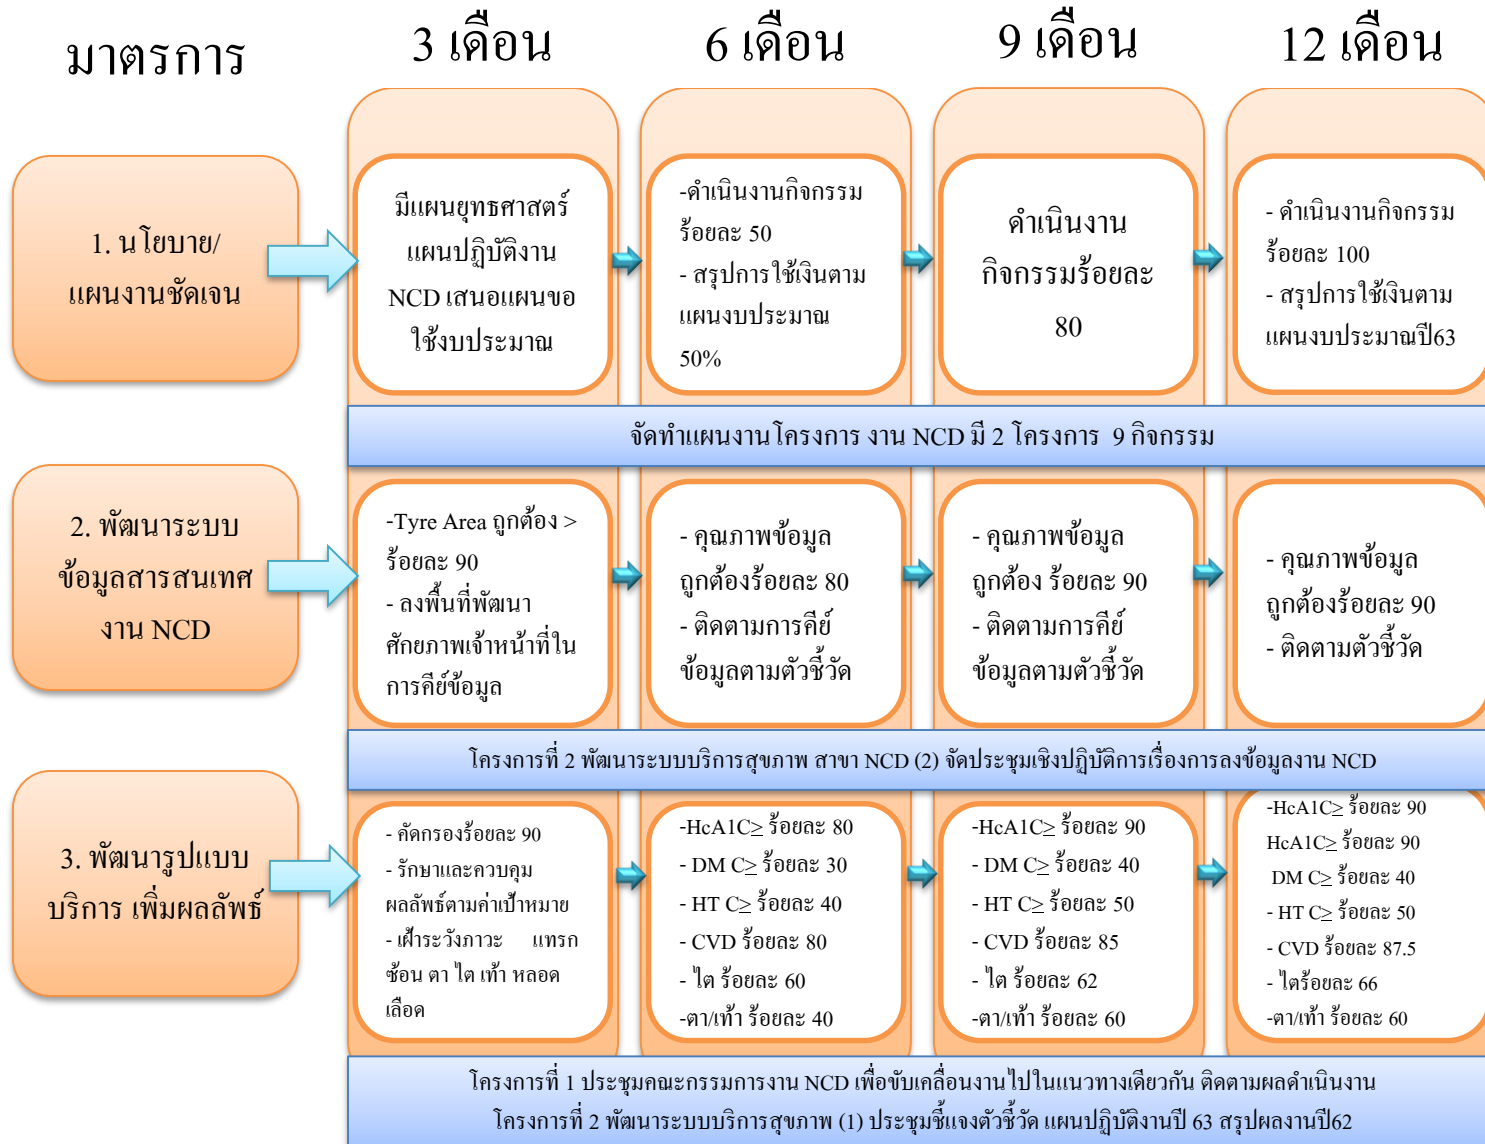 มาตรการ
3 เดือน
6 เดือน
9 เดือน
12 เดือน
1. นโยบาย/
แผนงานชัดเจน
มีแผนยุทธศาสตร์
แผนปฏิบัติงาน
NCD เสนอแผนขอ
ใช้งบประมาณ
-ดำเนินงานกิจกรรม
ร้อยละ 50
- สรุปการใช้เงินตาม
แผนงบประมาณ
50%
ดำเนินงาน
กิจกรรมร้อยละ
80
- ดำเนินงานกิจกรรม
ร้อยละ 100
- สรุปการใช้เงินตาม
แผนงบประมาณปี63
จัดทำแผนงานโครงการ งาน NCD มี 2 โครงการ 9 กิจกรรม
2. พัฒนาระบบ
ข้อมูลสารสนเทศ
งาน NCD
-Tyre Area ถูกต้อง >
ร้อยละ 90
- ลงพื้นที่พัฒนา
ศักยภาพเจ้าหน้าที่ใน
การคีย์ข้อมูล
- คุณภาพข้อมูล
ถูกต้องร้อยละ 80
- ติดตามการคีย์
ข้อมูลตามตัวชี้วัด
- คุณภาพข้อมูล
ถูกต้อง ร้อยละ 90
- ติดตามการคีย์
ข้อมูลตามตัวชี้วัด
- คุณภาพข้อมูล
ถูกต้องร้อยละ 90
- ติดตามตัวชี้วัด
โครงการที่ 2 พัฒนาระบบบริการสุขภาพ สาขา NCD (2) จัดประชุมเชิงปฏิบัติการเรื่องการลงข้อมูลงาน NCD
3. พัฒนารูปแบบ
บริการ เพิ่มผลลัพธ์
- คัดกรองร้อยละ 90
- รักษาและควบคุม
ผลลัพธ์ตามค่าเป้าหมาย
- เฝ้าระวังภาวะ แทรก
ซ้อน ตา ไต เท้า หลอด
เลือด
-HcA1C≥ ร้อยละ 80
- DM C≥ ร้อยละ 30
- HT C≥ ร้อยละ 40
- CVD ร้อยละ 80
- ไต ร้อยละ 60
-ตา/เท้า ร้อยละ 40
-HcA1C≥ ร้อยละ 90
- DM C≥ ร้อยละ 40
- HT C≥ ร้อยละ 50
- CVD ร้อยละ 85
- ไต ร้อยละ 62
-ตา/เท้า ร้อยละ 60
-HcA1C≥ ร้อยละ 90
HcA1C≥ ร้อยละ 90
DM C≥ ร้อยละ 40
- HT C≥ ร้อยละ 50
- CVD ร้อยละ 87.5
- ไตร้อยละ 66
-ตา/เท้า ร้อยละ 60
โครงการที่ 1 ประชุมคณะกรรมการงาน NCD เพื่อขับเคลื่อนงานไปในแนวทางเดียวกัน ติดตามผลดำเนินงาน
โครงการที่ 2 พัฒนาระบบบริการสุขภาพ (1) ประชุมชี้แจงตัวชี้วัด แผนปฏิบัติงานปี 63 สรุปผลงานปี62